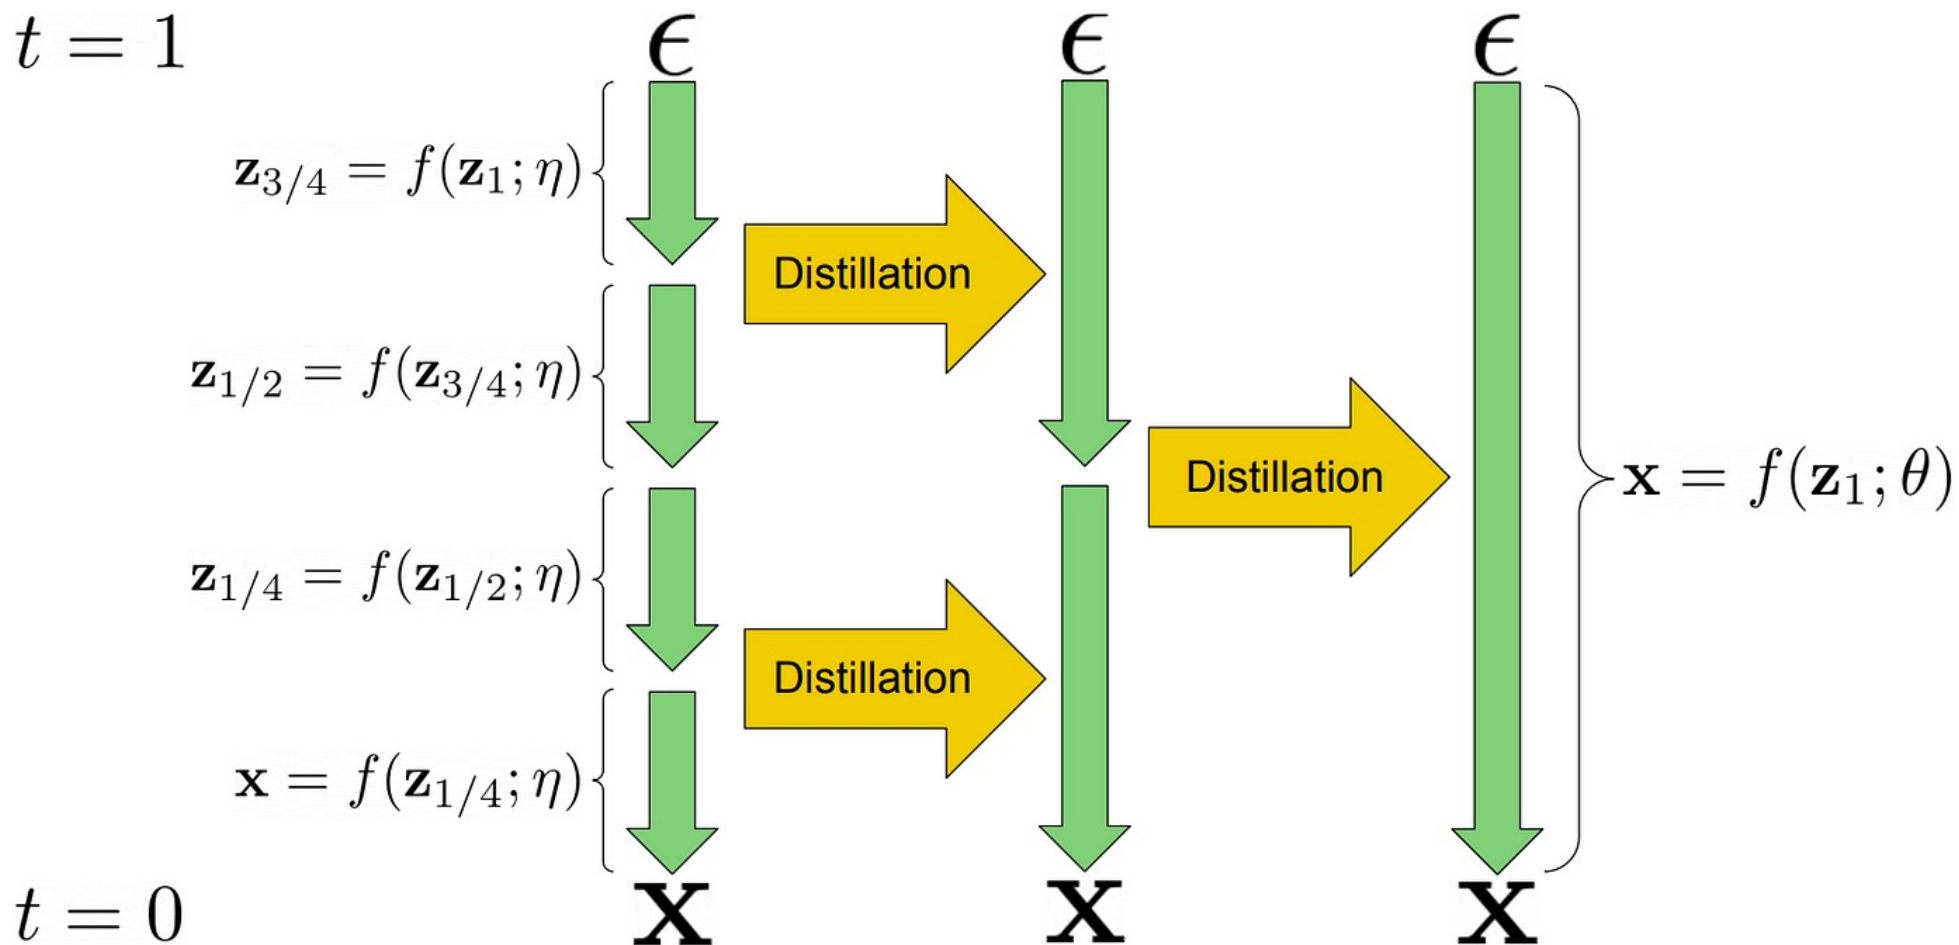 t = 1
ϵ ϵ ϵ
z_{3/4} = f(z_1; η)
Distillation
z_{1/2} = f(z_{3/4}; η)
Distillation
x = f(z_1; θ)
z_{1/4} = f(z_{1/2}; η)
Distillation
x = f(z_{1/4}; η)
t = 0
x x x